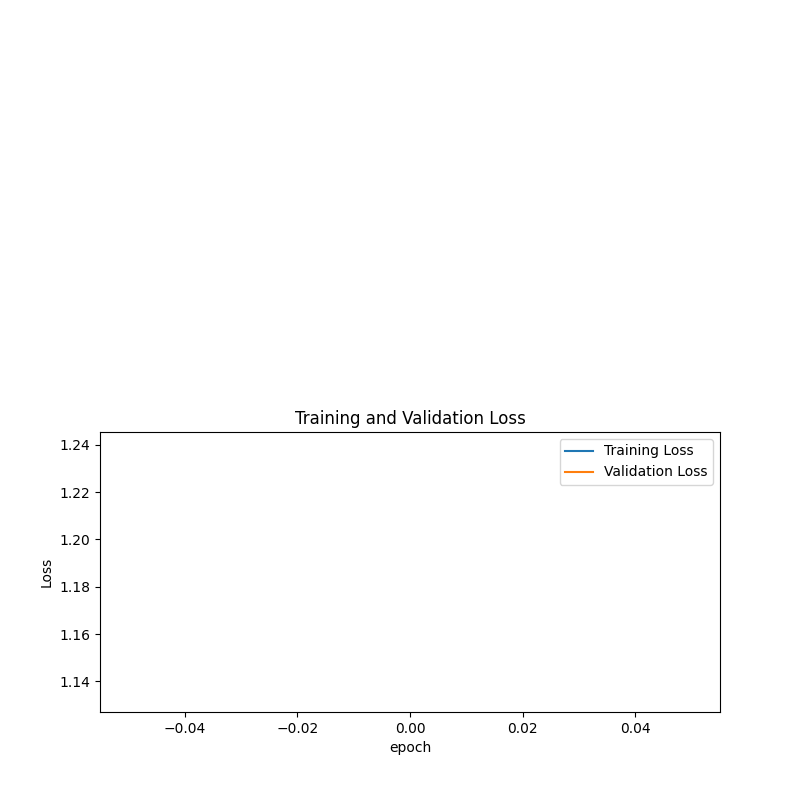 Training and Validation Loss
Training Loss
Validation Loss
1.24
1.22
1.20
1.18
1.16
1.14
Loss
−0.04
−0.02
0.00
0.02
0.04
epoch